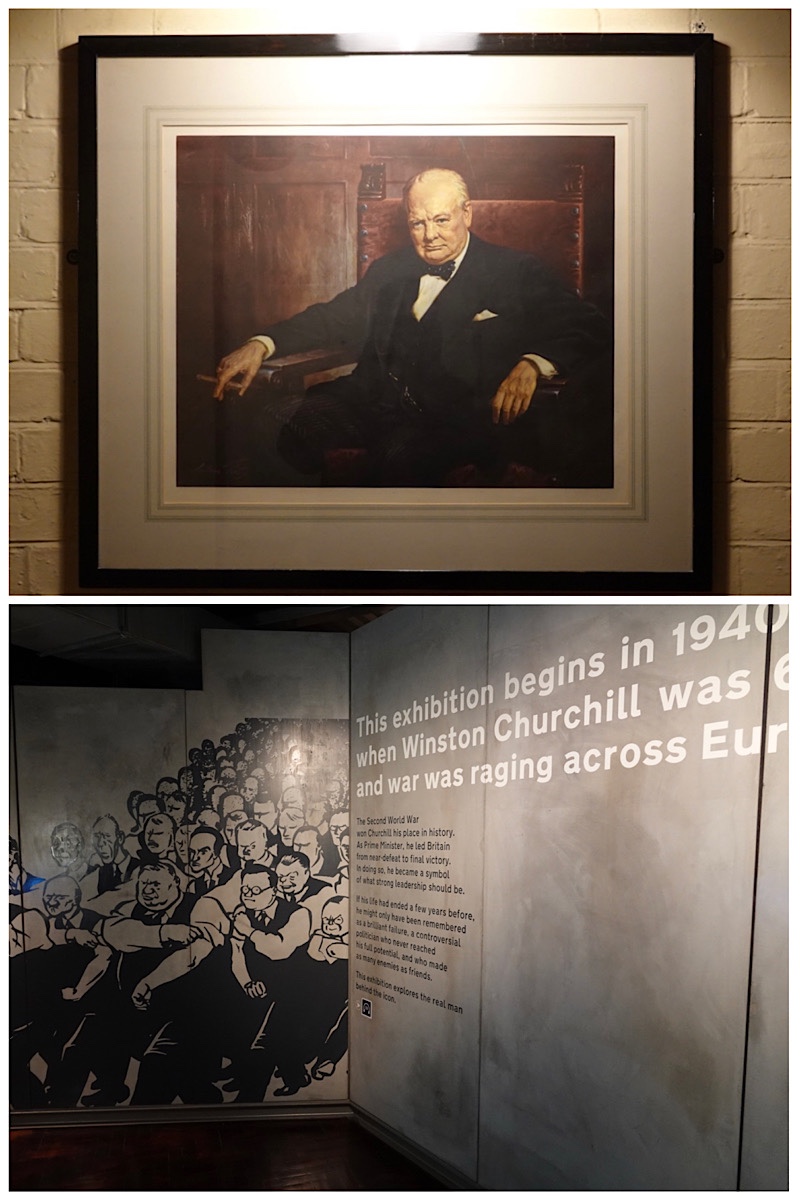 This exhibition begins in 1940
when Winston Churchill was 6
and war was raging across Eur
The Second World War
won Churchill his place in history.
As Prime Minister, he led Britain
from near-defeat to final victory.
In doing so, he became a symbol
of what strong leadership should be.
If his life had ended a few years before,
he might only have been remembered
as a brilliant failure, a controversial
politician who never reached
his full potential, and who made
as many enemies as friends.
This exhibition explores the real man
behind the icon.